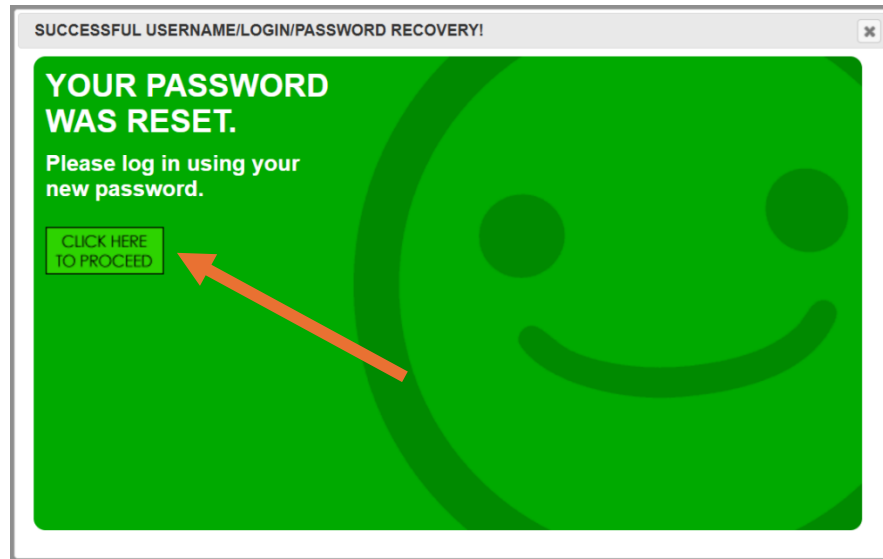 SUCCESSFUL USERNAME/LOGIN/PASSWORD RECOVERY!
YOUR PASSWORD
WAS RESET.
Please log in using your
new password.
CLICK HERE
TO PROCEED